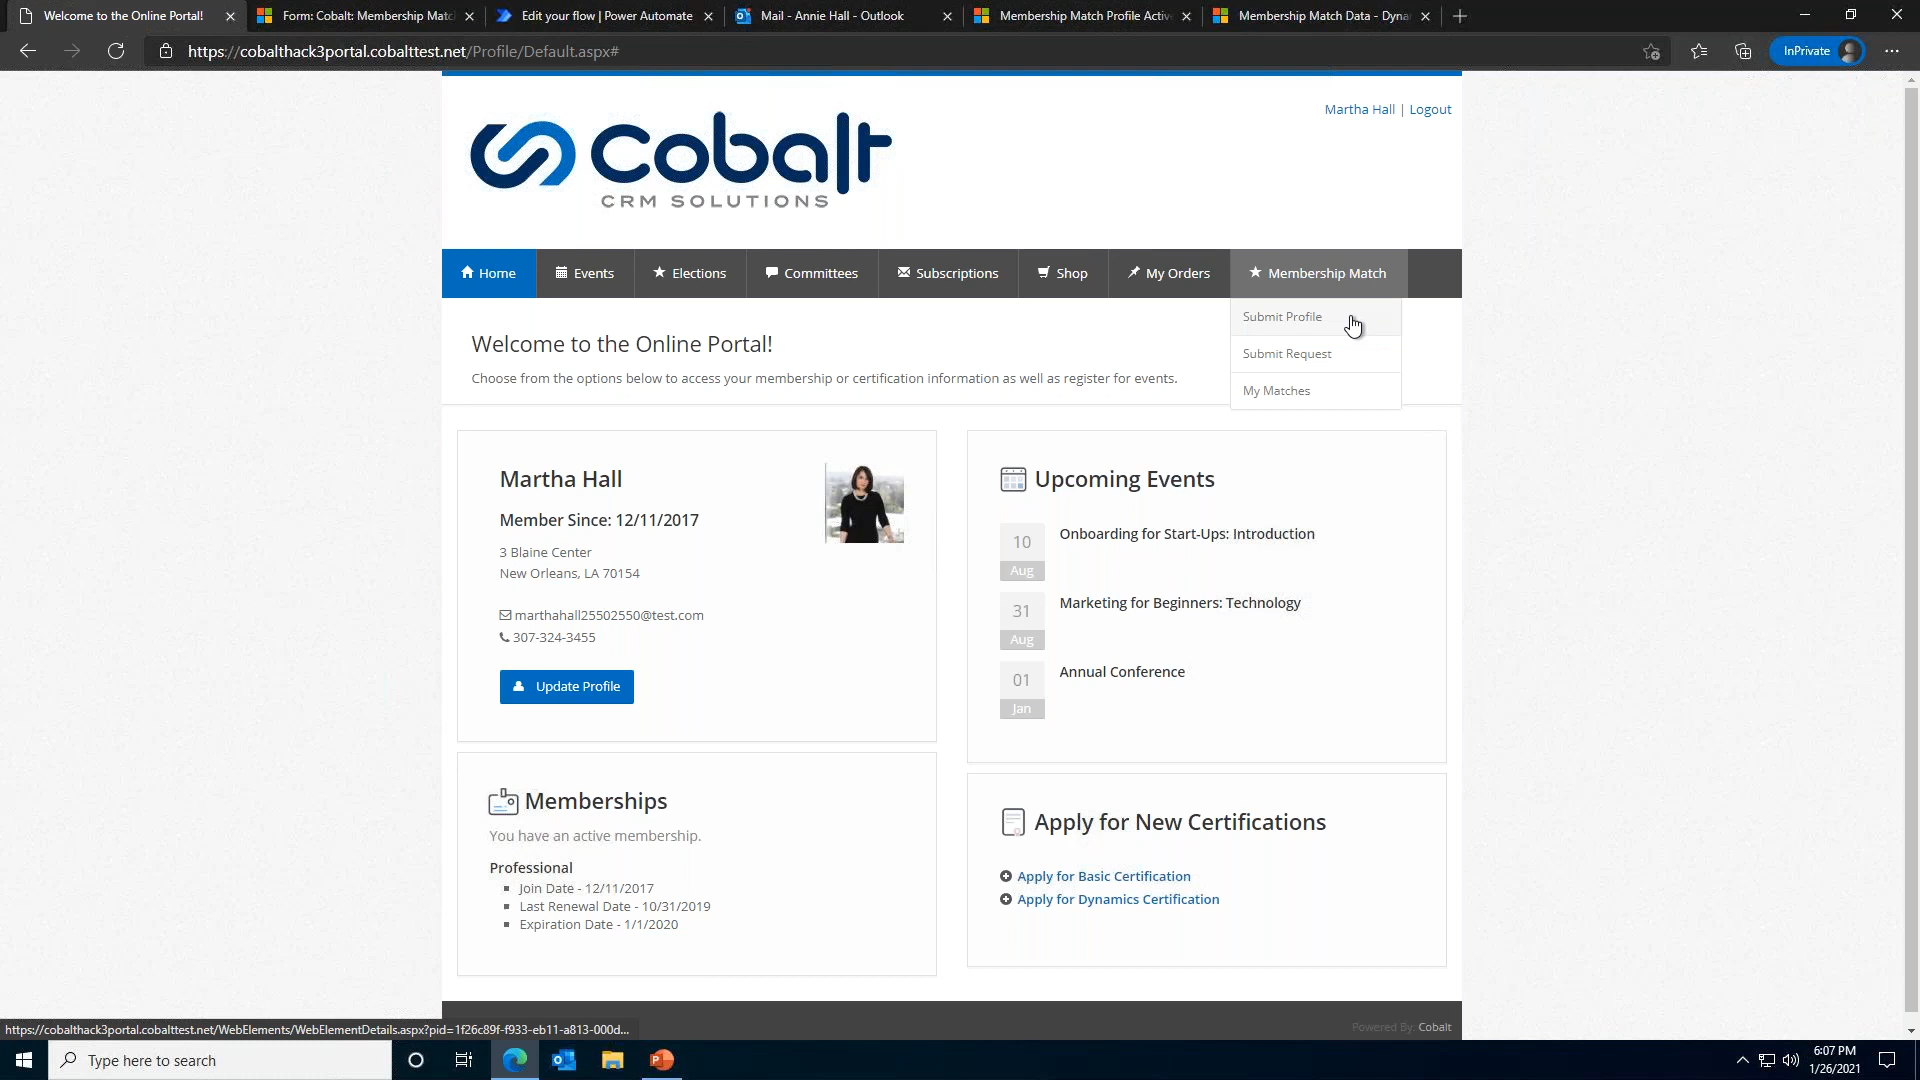 Welcome to the Online Portal!
Form: Cobalt: Membership Matc
Edit your flow | Power Automate
Mail - Annie Hall - Outlook
Membership Match Profile Activ
Membership Match Data - Dyna
https://cobalthack3portal.cobalttest.net/Profile/Default.aspx#
InPrivate
Martha Hall | Logout
Cobalt
CRM SOLUTIONS
Home
Events
Elections
Committees
Subscriptions
Shop
My Orders
Membership Match
Submit Profile
Submit Request
My Matches
Welcome to the Online Portal!
Choose from the options below to access your membership or certification information as well as register for events.
Martha Hall
Member Since: 12/11/2017
3 Blaine Center
New Orleans, LA 70154
marthahall25502550@test.com
307-324-3455
Update Profile
Upcoming Events
10
Aug
Onboarding for Start-Ups: Introduction
31
Aug
Marketing for Beginners: Technology
01
Jan
Annual Conference
Memberships
You have an active membership.
Professional
Join Date - 12/11/2017
Last Renewal Date - 10/31/2019
Expiration Date - 1/1/2020
Apply for New Certifications
Apply for Basic Certification
Apply for Dynamics Certification
Powered By: Cobalt
https://cobalthack3portal.cobalttest.net/WebElements/WebElementDetails.aspx?pid=1f26c89f-f933-eb11-a813-000d...
Type here to search
6:07 PM
1/26/2021